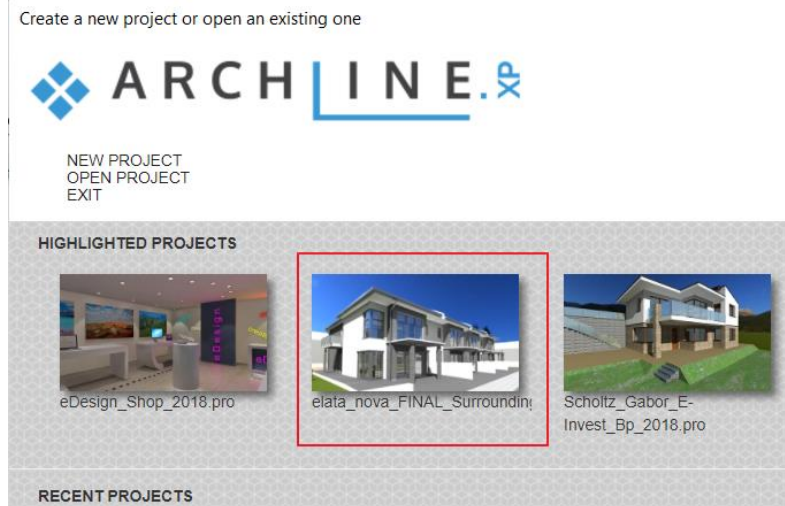 Create a new project or open an existing one
ARCHLINE.XP
NEW PROJECT
OPEN PROJECT
EXIT
HIGHLIGHTED PROJECTS
eDesign
eDesign_Shop_2018.pro
elata_nova_FINAL_Surrounding
Scholtz_Gabor_E-
Invest_Bp_2018.pro
RECENT PROJECTS